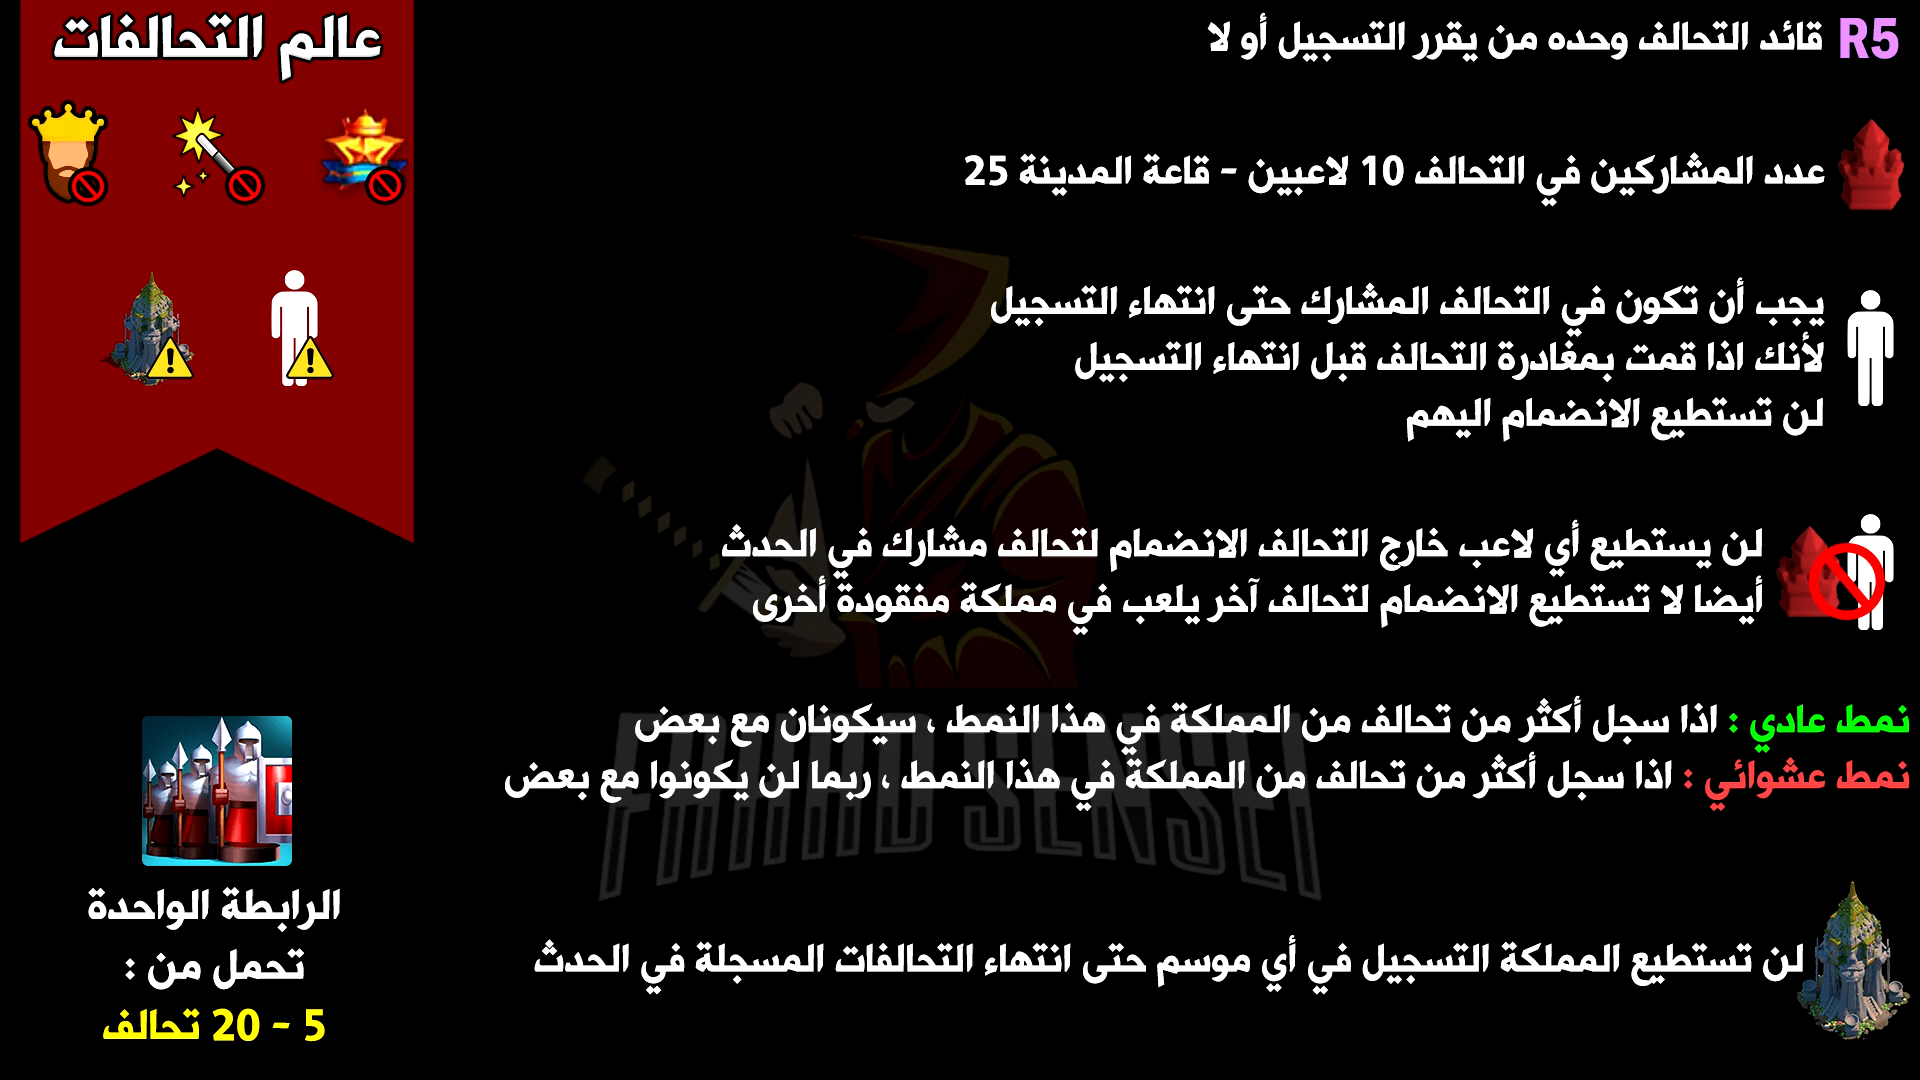 عالم التحالفات
R5 قائد التحالف وحده من يقرر التسجيل أو لا
عدد المشاركين في التحالف 10 لاعبين - قاعة المدينة 25
يجب أن تكون في التحالف المشارك حتى انتهاء التسجيل
لأنك اذا قمت بمغادرة التحالف قبل انتهاء التسجيل
لن تستطيع الانضمام اليهم
لن يستطيع أي لاعب خارج التحالف الانضمام لتحالف مشارك في الحدث
أيضا لا تستطيع الانضمام لتحالف آخر يلعب في مملكة مفقودة أخرى
نمط عادي : اذا سجل أكثر من تحالف من المملكة في هذا النمط ، سيكونان مع بعض
نمط عشوائي : اذا سجل أكثر من تحالف من المملكة في هذا النمط ، ربما لن يكونوا مع بعض
لن تستطيع المملكة التسجيل في أي موسم حتى انتهاء التحالفات المسجلة في الحدث
الرابطة الواحدة
تحمل من :
5 - 20 تحالف
FAHAD SENSEI